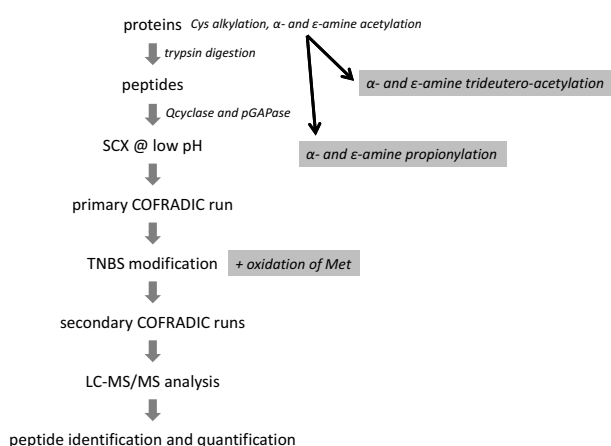 proteins Cys alkylation, α- and ε-amine acetylation
trypsin digestion
α- and ε-amine trideutero-acetylation
peptides
Qcyclase and pGAPase
SCX @ low pH
α- and ε-amine propionylation
primary COFRADIC run
TNBS modification + oxidation of Met
secondary COFRADIC runs
LC-MS/MS analysis
peptide identification and quantification